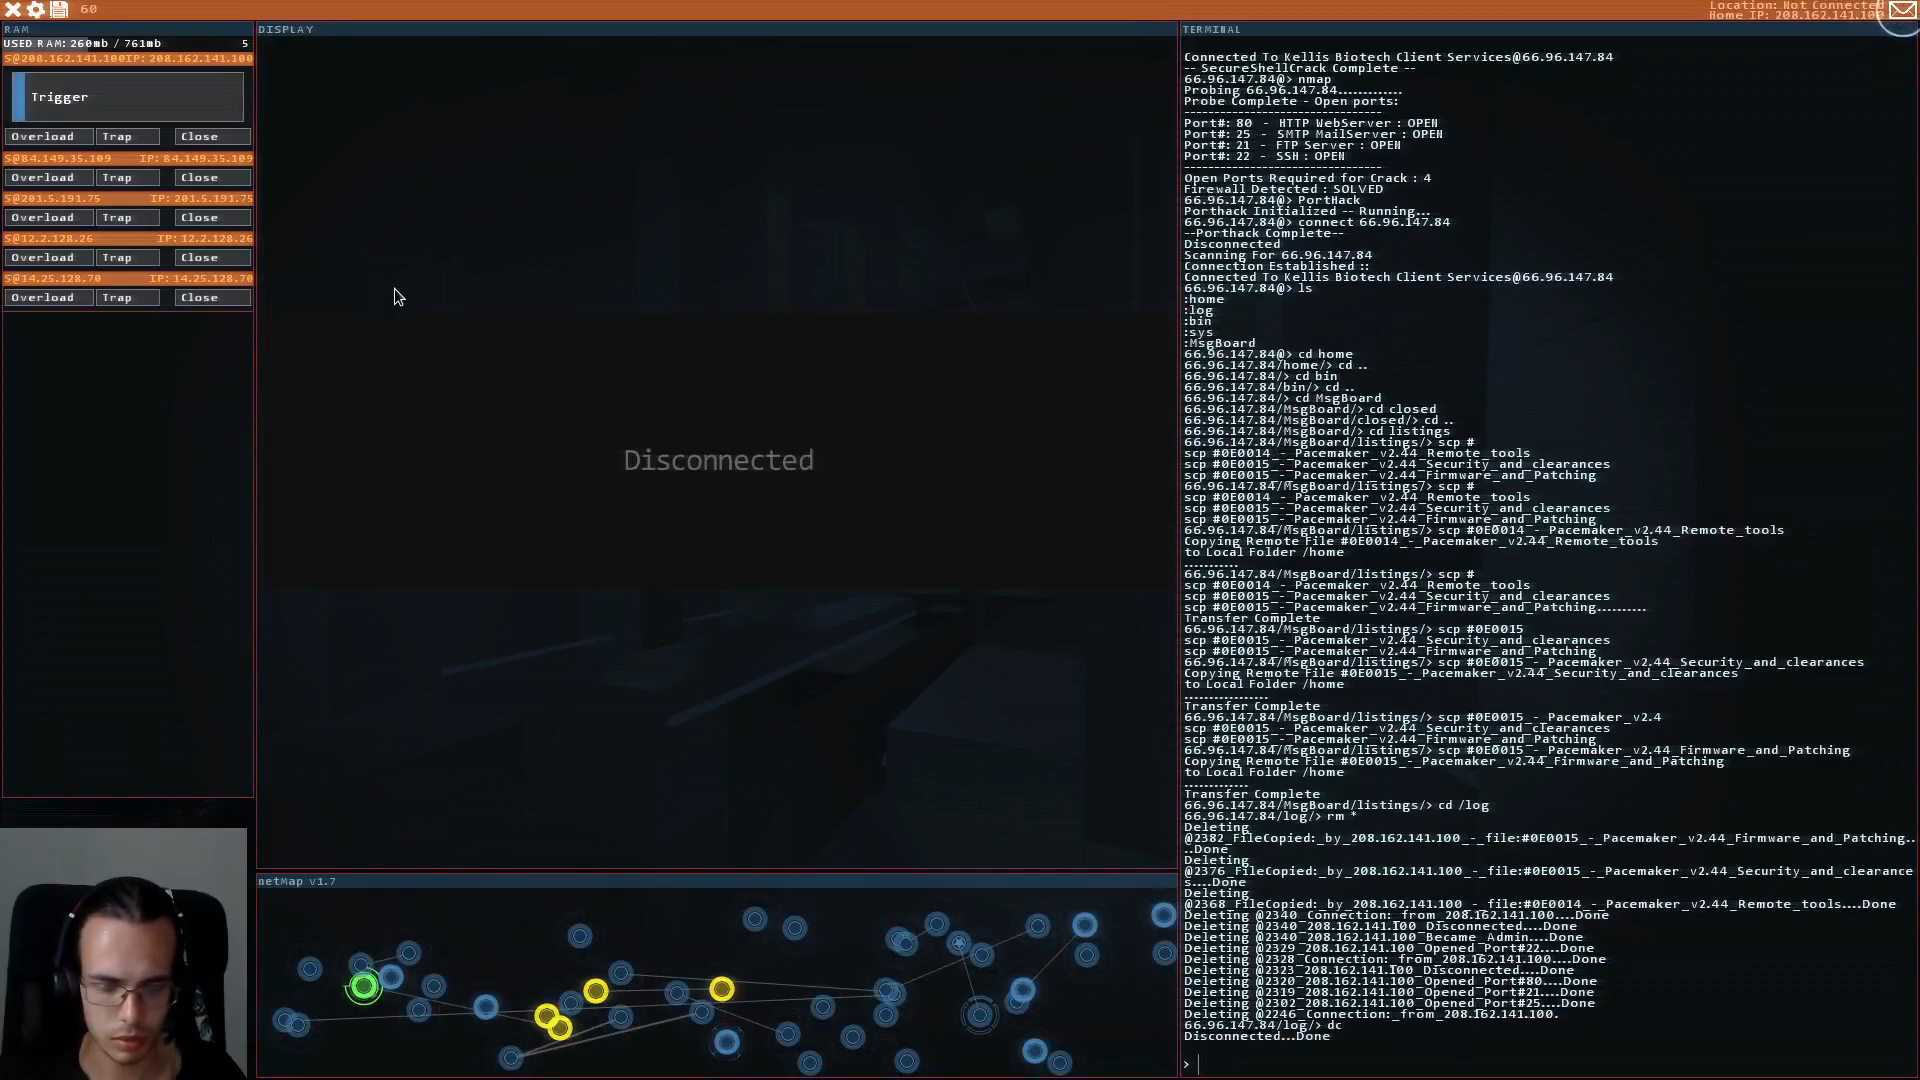 60
Location: Not Connected
Home IP: 208.162.141.100
RAM
USED RAM: 260mb / 761mb 5
S@208.162.141.100IP: 208.162.141.100
Trigger
Overload Trap Close
S@84.149.35.109 IP: 84.149.35.109
Overload Trap Close
S@201.5.191.75 IP: 201.5.191.75
Overload Trap Close
S@12.2.128.26 IP: 12.2.128.26
Overload Trap Close
S@14.25.128.70 IP: 14.25.128.70
Overload Trap Close
DISPLAY
Disconnected
netMap v1.7
TERMINAL
Connected To Kellis Biotech Client Services@66.96.147.84
-- SecureShellCrack Complete --
66.96.147.84@> nmap
Probing 66.96.147.84.............
Probe Complete - Open ports:
---------------------------------
Port#: 80 - HTTP WebServer : OPEN
Port#: 25 - SMTP MailServer : OPEN
Port#: 21 - FTP Server : OPEN
Port#: 22 - SSH : OPEN
---------------------------------
Open Ports Required for Crack : 4
Firewall Detected : SOLVED
66.96.147.84@> PortHack
Porthack Initialized -- Running...
66.96.147.84@> connect 66.96.147.84
--Porthack Complete--
Disconnected
Scanning For 66.96.147.84
Connection Established ::
Connected To Kellis Biotech Client Services@66.96.147.84
66.96.147.84@> ls
:home
:log
:bin
:sys
:MsgBoard
66.96.147.84@> cd home
66.96.147.84/home/> cd ..
66.96.147.84/> cd bin
66.96.147.84/bin/> cd ..
66.96.147.84/> cd MsgBoard
66.96.147.84/MsgBoard/> cd closed
66.96.147.84/MsgBoard/closed/> cd ..
66.96.147.84/MsgBoard/> cd listings
66.96.147.84/MsgBoard/listings/> scp #
scp #0E0014_-_Pacemaker_v2.44_Remote_tools
scp #0E0015_-_Pacemaker_v2.44_Security_and_clearances
scp #0E0015_-_Pacemaker_v2.44_Firmware_and_Patching
66.96.147.84/MsgBoard/listings/> scp #
scp #0E0014_-_Pacemaker_v2.44_Remote_tools
scp #0E0015_-_Pacemaker_v2.44_Security_and_clearances
scp #0E0015_-_Pacemaker_v2.44_Firmware_and_Patching
66.96.147.84/MsgBoard/listings/> scp #0E0014_-_Pacemaker_v2.44_Remote_tools
Copying Remote File #0E0014_-_Pacemaker_v2.44_Remote_tools
to Local Folder /home
...........
66.96.147.84/MsgBoard/listings/> scp #
scp #0E0014_-_Pacemaker_v2.44_Remote_tools
scp #0E0015_-_Pacemaker_v2.44_Security_and_clearances
scp #0E0015_-_Pacemaker_v2.44_Firmware_and_Patching..........
Transfer Complete
66.96.147.84/MsgBoard/listings/> scp #0E0015
scp #0E0015_-_Pacemaker_v2.44_Security_and_clearances
scp #0E0015_-_Pacemaker_v2.44_Firmware_and_Patching
66.96.147.84/MsgBoard/listings/> scp #0E0015_-_Pacemaker_v2.44_Security_and_clearances
Copying Remote File #0E0015_-_Pacemaker_v2.44_Security_and_clearances
to Local Folder /home
.................
Transfer Complete
66.96.147.84/MsgBoard/listings/> scp #0E0015_-_Pacemaker_v2.4
scp #0E0015_-_Pacemaker_v2.44_Security_and_clearances
scp #0E0015_-_Pacemaker_v2.44_Firmware_and_Patching
66.96.147.84/MsgBoard/listings/> scp #0E0015_-_Pacemaker_v2.44_Firmware_and_Patching
Copying Remote File #0E0015_-_Pacemaker_v2.44_Firmware_and_Patching
to Local Folder /home
.............
Transfer Complete
66.96.147.84/MsgBoard/listings/> cd /log
66.96.147.84/log/> rm *
Deleting
@2382_FileCopied:_by_208.162.141.100_-_file:#0E0015_-_Pacemaker_v2.44_Firmware_and_Patching..
..Done
Deleting
@2376_FileCopied:_by_208.162.141.100_-_file:#0E0015_-_Pacemaker_v2.44_Security_and_clearance
s....Done
Deleting
@2368_FileCopied:_by_208.162.141.100_-_file:#0E0014_-_Pacemaker_v2.44_Remote_tools....Done
Deleting @2340_Connection:_from_208.162.141.100....Done
Deleting @2340_208.162.141.100_Disconnected....Done
Deleting @2340_208.162.141.100_Became_Admin....Done
Deleting @2329_208.162.141.100_Opened_Port#22....Done
Deleting @2328_Connection:_from_208.162.141.100....Done
Deleting @2323_208.162.141.100_Disconnected....Done
Deleting @2320_208.162.141.100_Opened_Port#80....Done
Deleting @2319_208.162.141.100_Opened_Port#21....Done
Deleting @2302_208.162.141.100_Opened_Port#25....Done
Deleting @2246_Connection:_from_208.162.141.100.
66.96.147.84/log/> dc
Disconnected...Done
>